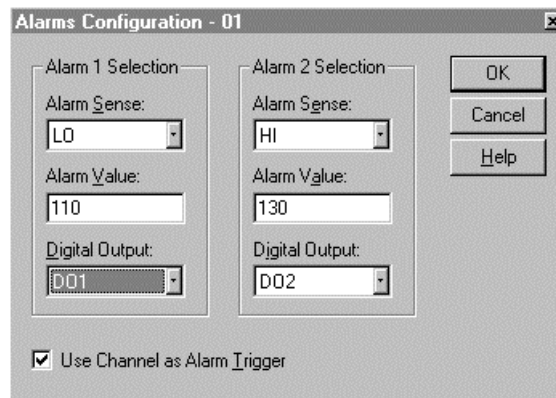 Alarms Configuration - 01
Alarm 1 Selection
Alarm Sense:
LO
Alarm Value:
110
Digital Output:
DO1
Alarm 2 Selection
Alarm Sense:
HI
Alarm Value:
130
Digital Output:
DO2
OK
Cancel
Help
Use Channel as Alarm Trigger